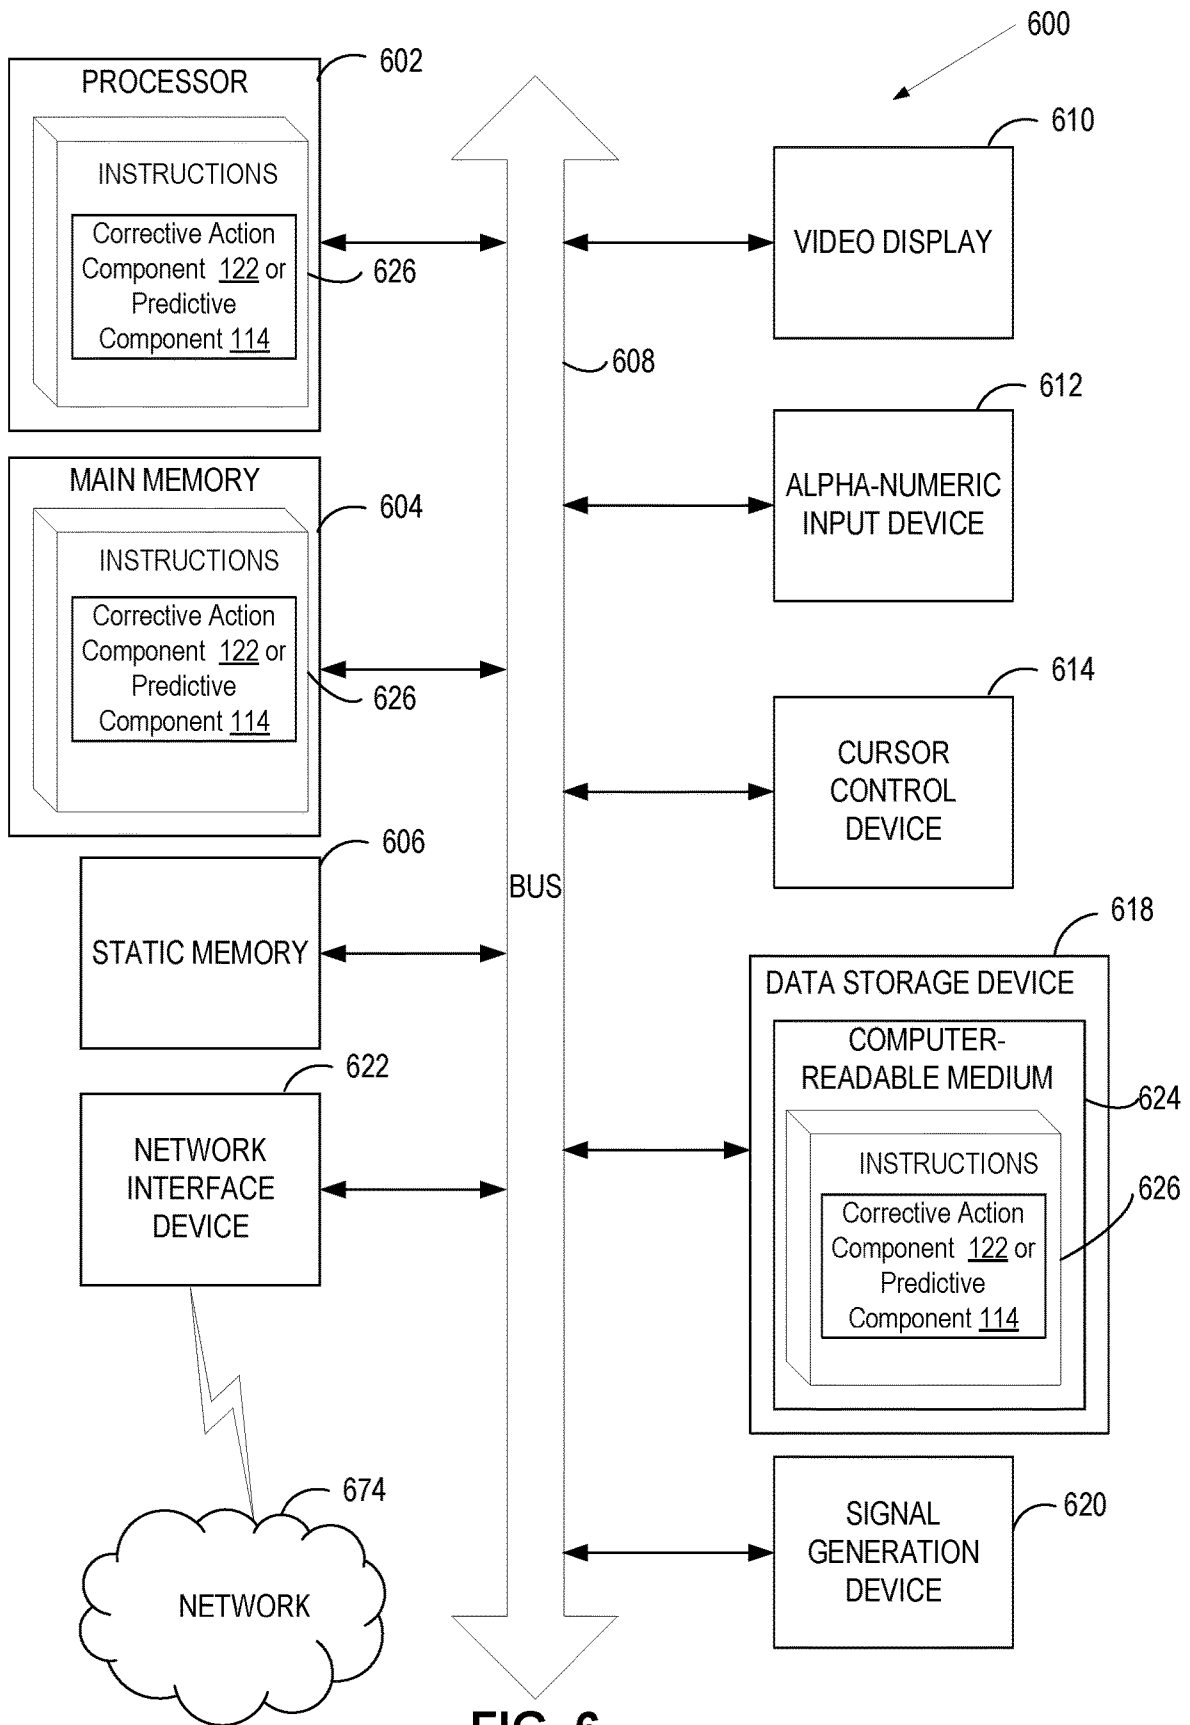 600
602
PROCESSOR
INSTRUCTIONS
Corrective Action
Component 122 or
Predictive
Component 114
626
MAIN MEMORY
604
INSTRUCTIONS
Corrective Action
Component 122 or
Predictive
Component 114
626
606
STATIC MEMORY
622
NETWORK
INTERFACE
DEVICE
674
NETWORK
608
BUS
610
VIDEO DISPLAY
612
ALPHA-NUMERIC
INPUT DEVICE
614
CURSOR
CONTROL
DEVICE
618
DATA STORAGE DEVICE
COMPUTER-
READABLE MEDIUM
624
INSTRUCTIONS
626
Corrective Action
Component 122 or
Predictive
Component 114
SIGNAL
GENERATION
DEVICE
620
FIG. 6